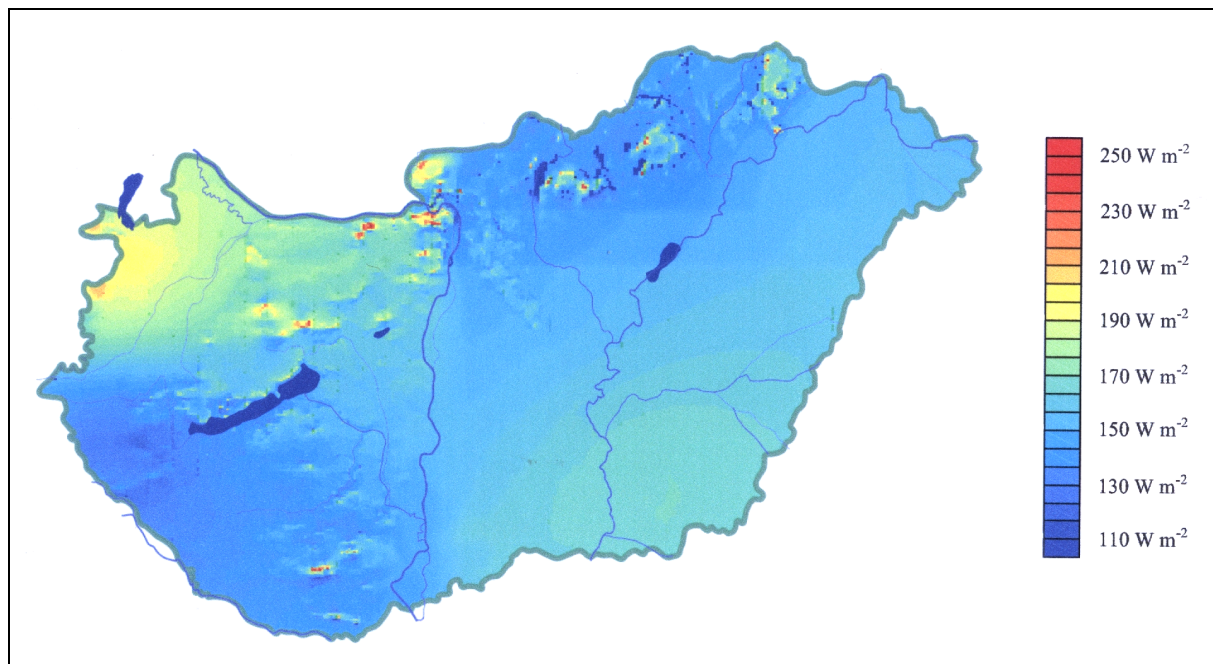 250 W m⁻²
230 W m⁻²
210 W m⁻²
190 W m⁻²
170 W m⁻²
150 W m⁻²
130 W m⁻²
110 W m⁻²